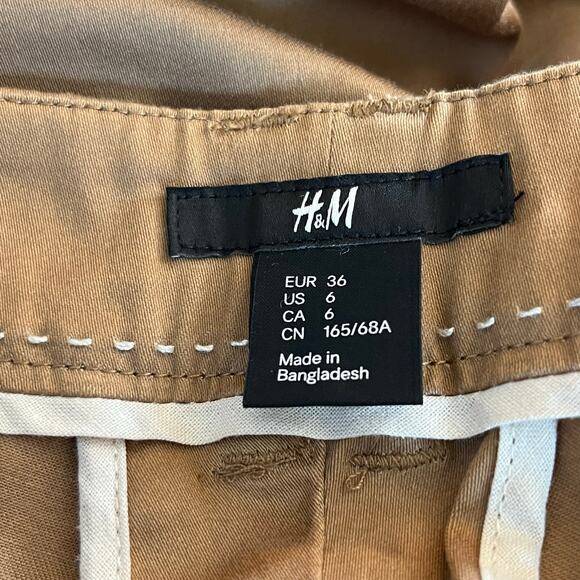 H&M
EUR 36
US 6
CA 6
CN 165/68A
Made in
Bangladesh